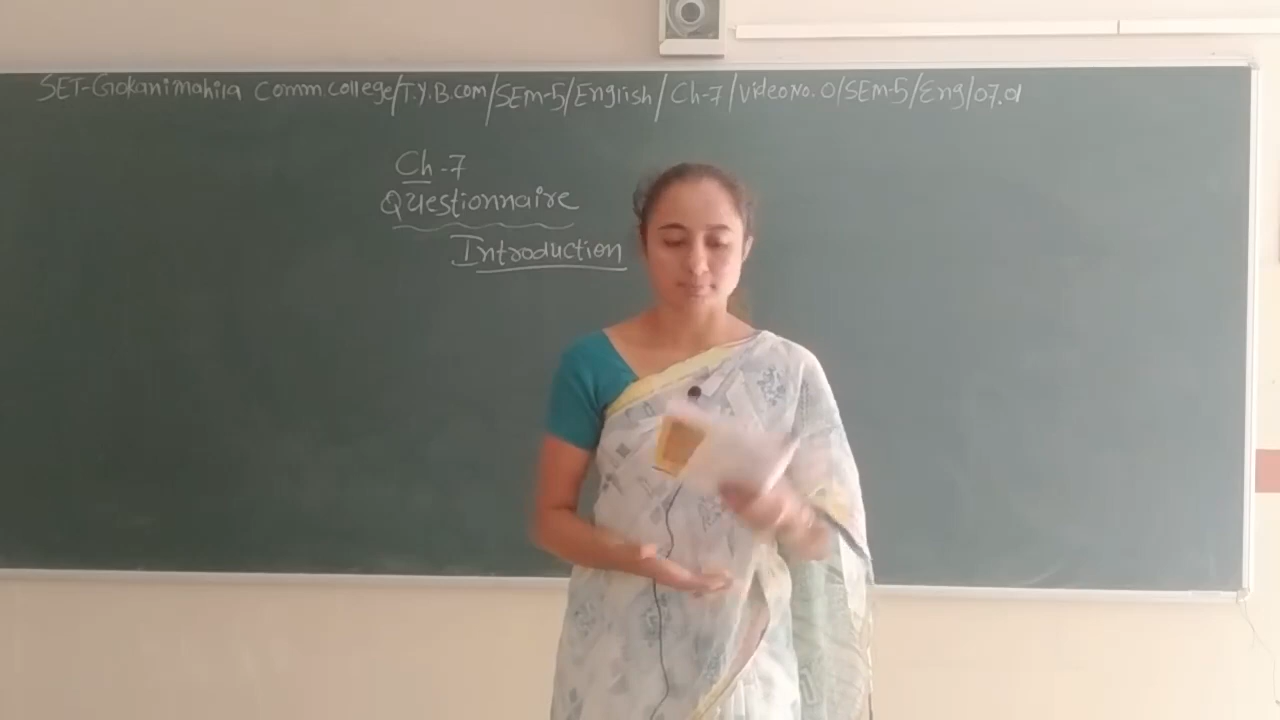 SET-Gokanimahila Comm college/T.Y.B.com/SEm-5/English/Ch-7/VideoNo.0/SEm-5/Eng/07.01
Ch-7
Questionnaire
Introduction